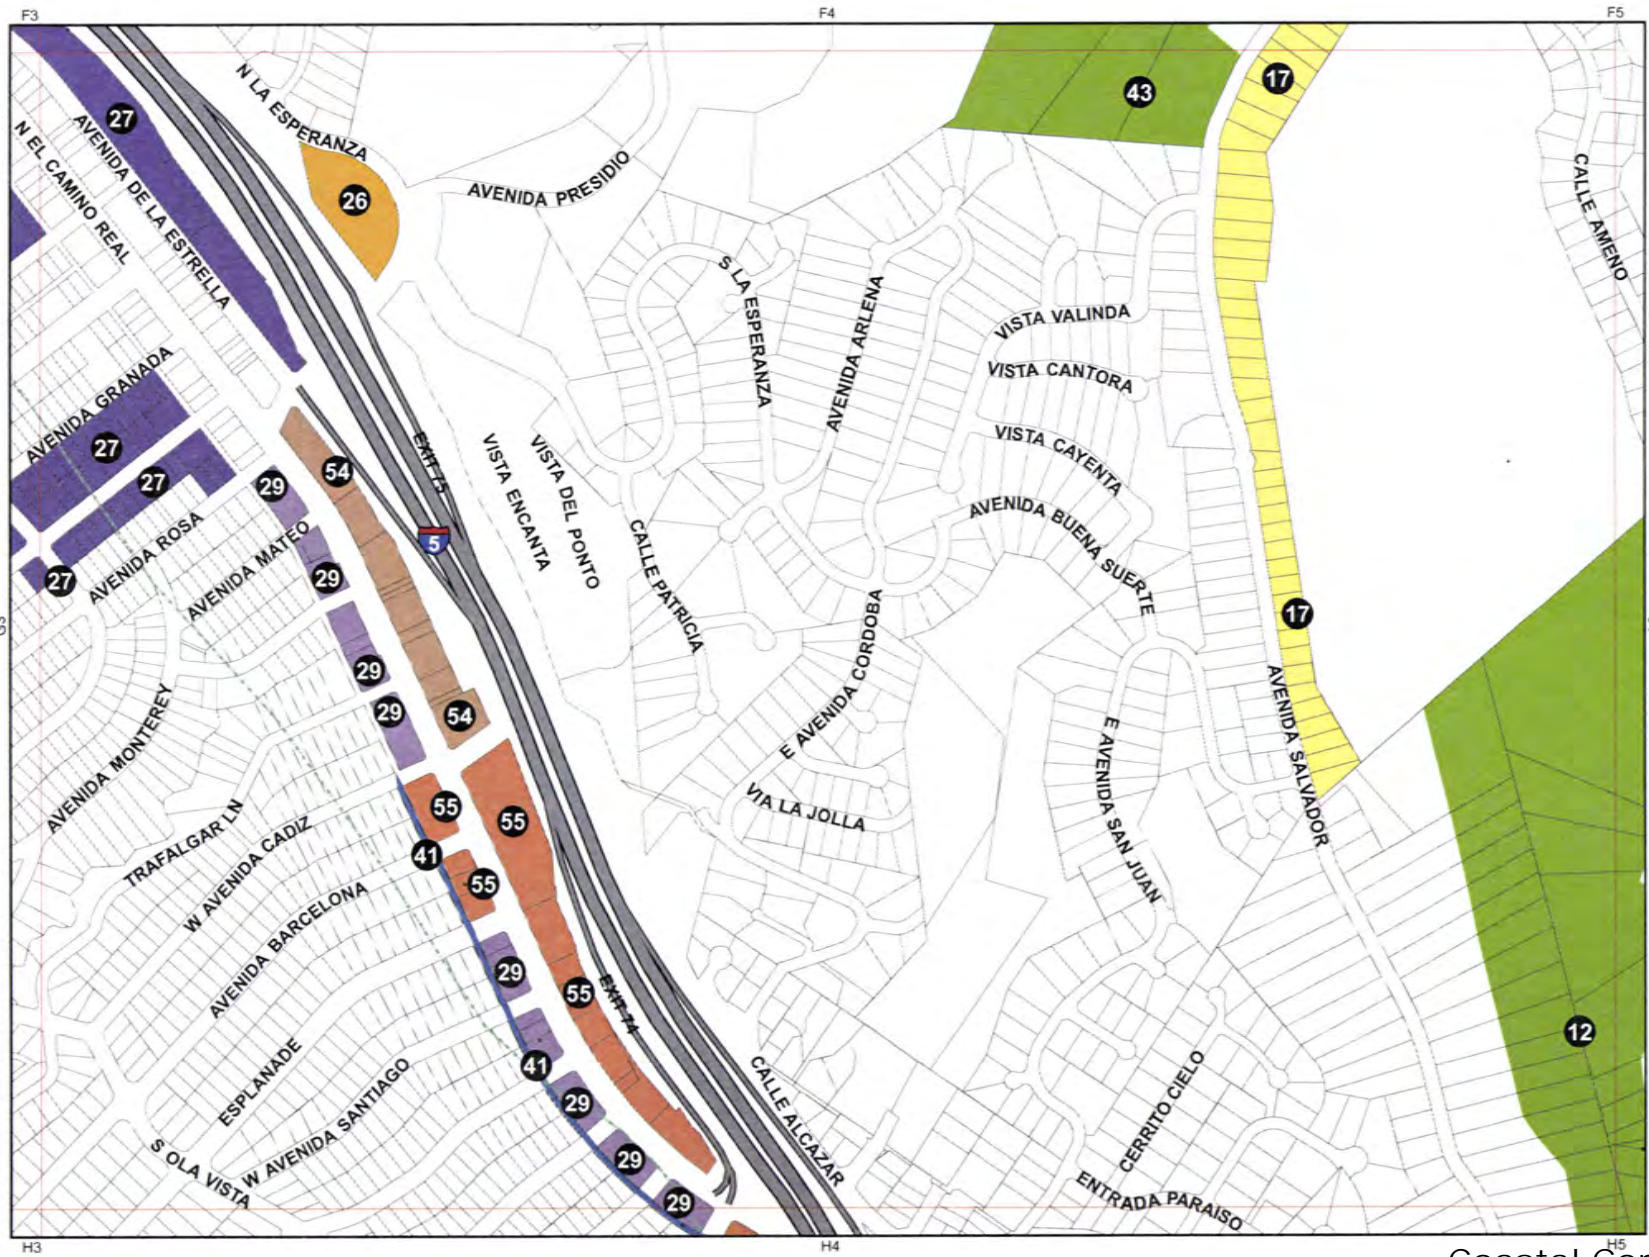 F3
F4
F5
27
N LA ESPERANZA
43
17
N EL CAMINO REAL
AVENIDA DE LA ESTRELLA
26
AVENIDA PRESIDIO
CALLE AMENO
S LA ESPERANZA
AVENIDA ARLENA
VISTA VALINDA
VISTA CANTORA
AVENIDA GRANADA
27
27
29
54
EXIT 75
VISTA ENCANTA
VISTA DEL PONTO
VISTA CAYENTA
AVENIDA BUENA SUERTE
5
AVENIDA ROSA
AVENIDA MATEO
27
29
CALLE PATRICIA
E AVENIDA CORDOBA
17
G3
29
29
54
AVENIDA MONTEREY
AVENIDA SALVADOR
E AVENIDA SAN JUAN
VIA LA JOLLA
55
55
TRAFALGAR LN
W AVENIDA CADIZ
41
55
AVENIDA BARCELONA
29
55
EXIT 74
12
ESPLANADE
41
W AVENIDA SANTIAGO
29
CALLE ALCAZAR
CERRITO CIELO
S OLA VISTA
29
29
ENTRADA PARAISO
H3
H4
H5